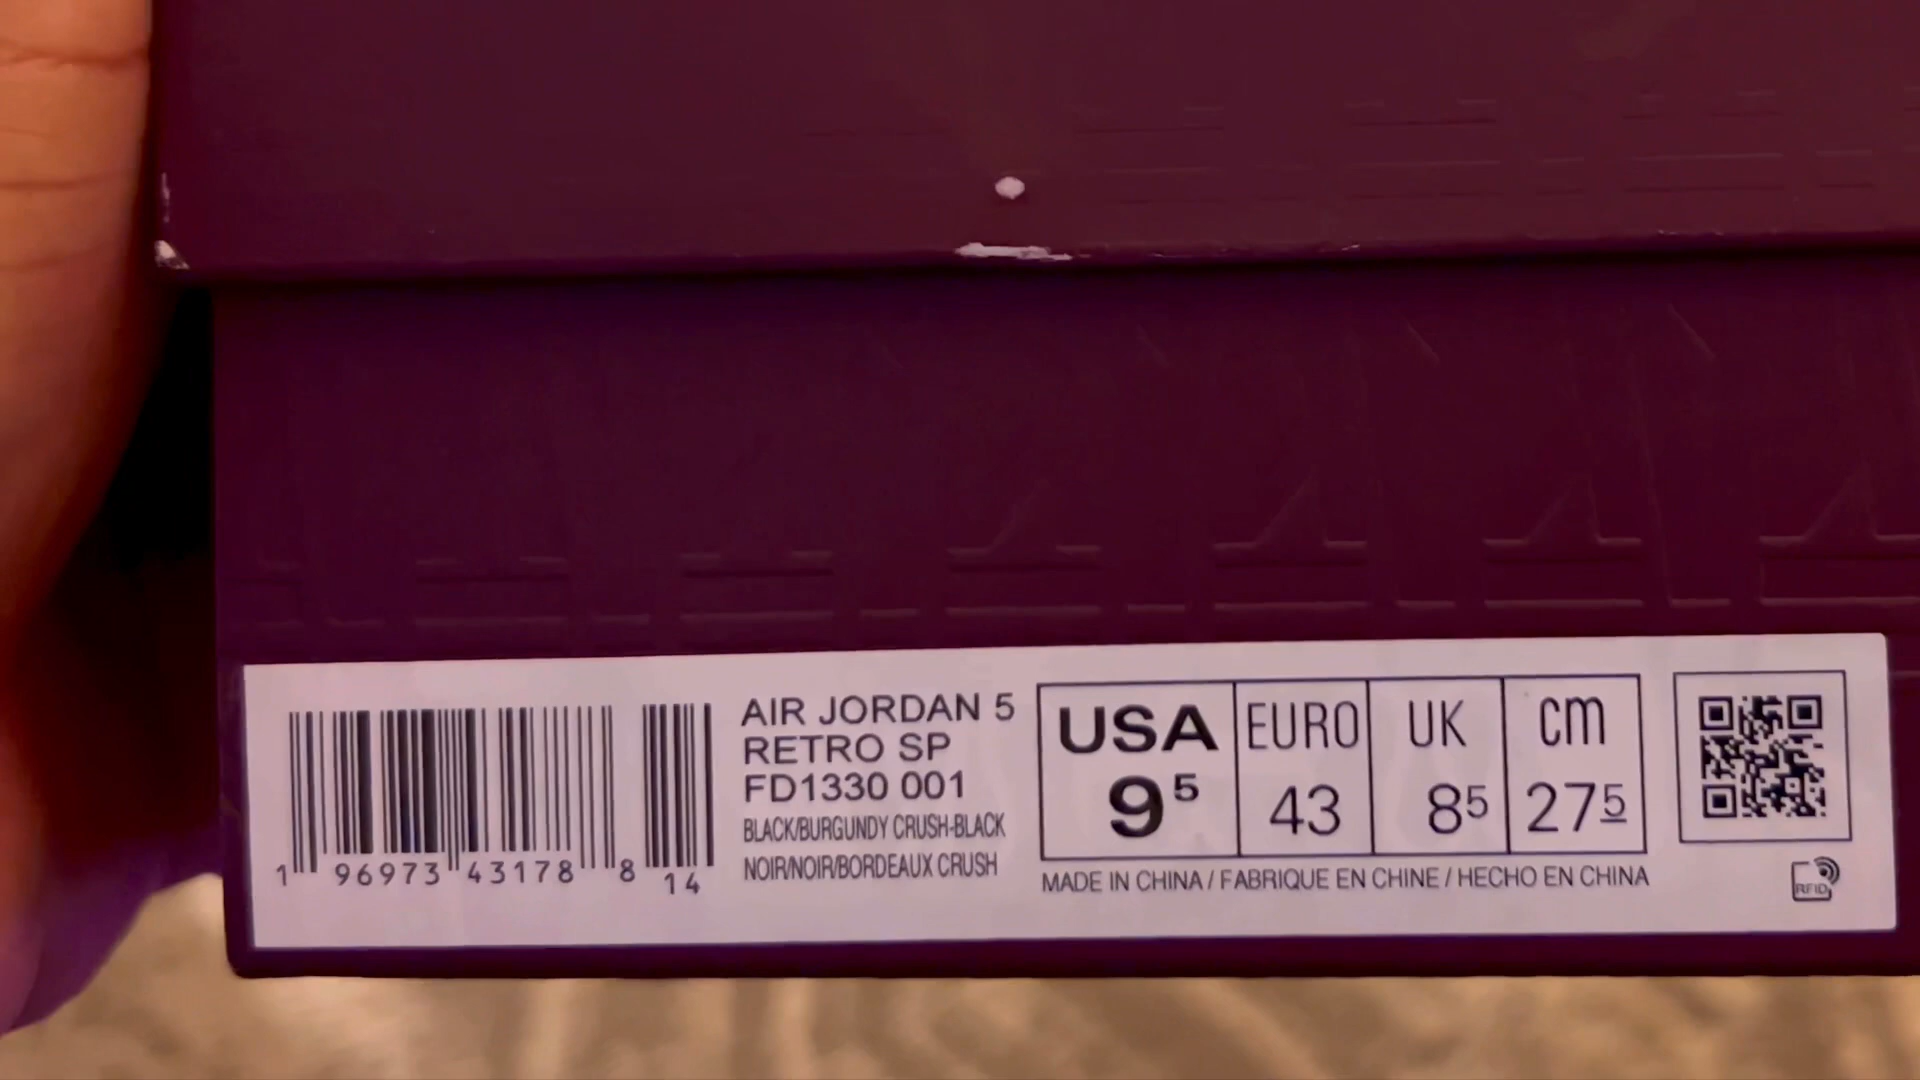 1 96973 43178 8 14
AIR JORDAN 5
RETRO SP
FD1330 001
BLACK/BURGUNDY CRUSH-BLACK
NOIR/NOIR/BORDEAUX CRUSH
USA EURO UK cm
9⁵ 43 8⁵ 27⁵
MADE IN CHINA / FABRIQUE EN CHINE / HECHO EN CHINA
RFID